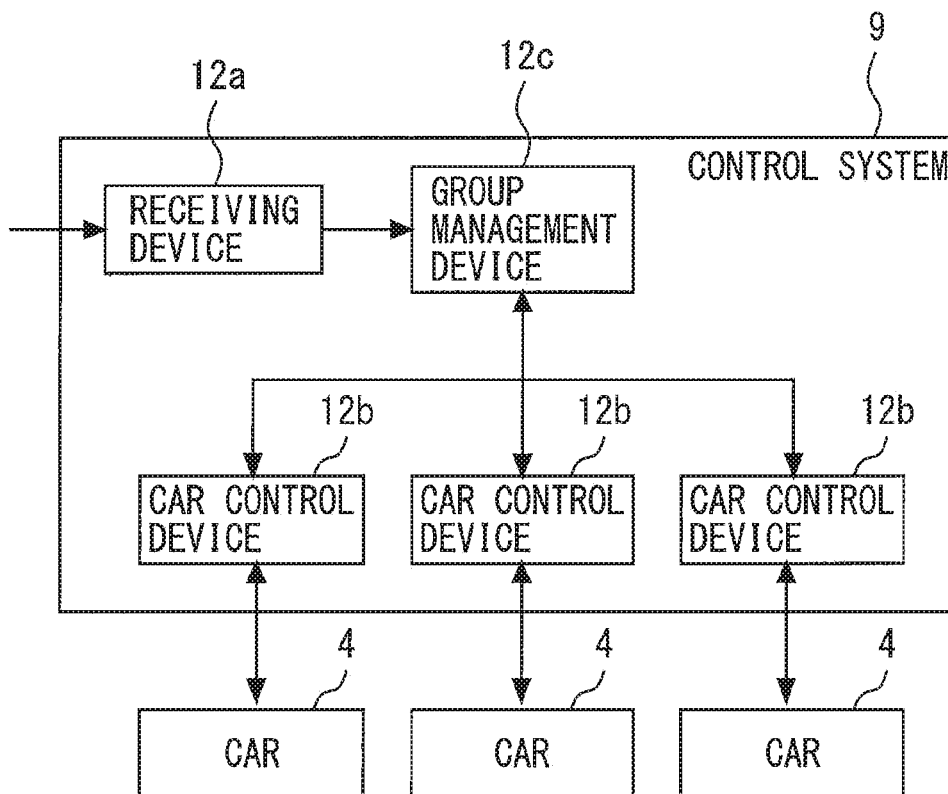 9
12a
12c
CONTROL SYSTEM
RECEIVING
DEVICE
GROUP
MANAGEMENT
DEVICE
12b
12b
12b
CAR CONTROL
DEVICE
CAR CONTROL
DEVICE
CAR CONTROL
DEVICE
4
4
4
CAR
CAR
CAR